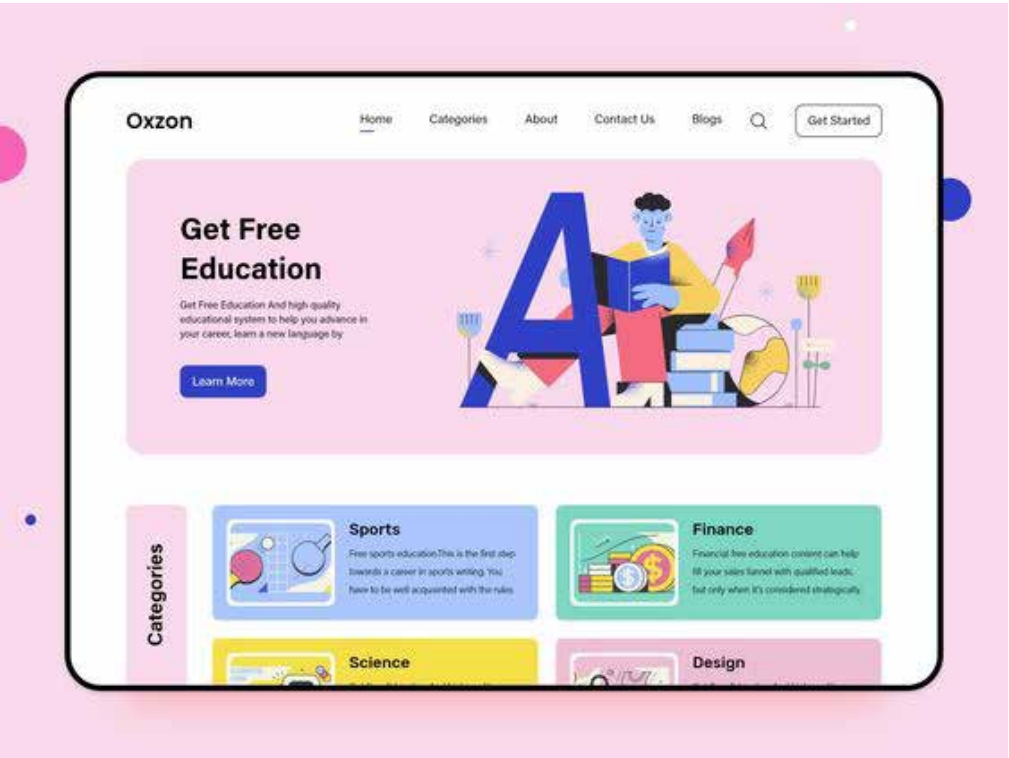 Oxzon
Home
Categories
About
Contact Us
Blogs
Get Started
Get Free
Education
Get Free Education And high quality
educational system to help you advance in
your career, learn a new language by
Learn More
Categories
Sports
Free sports education.This is the first step
towards a career in sports writing. You
have to be well acquainted with the rules
Finance
Financial free education content can help
fill your sales funnel with qualified leads,
but only when it's considered strategically.
Science
Design